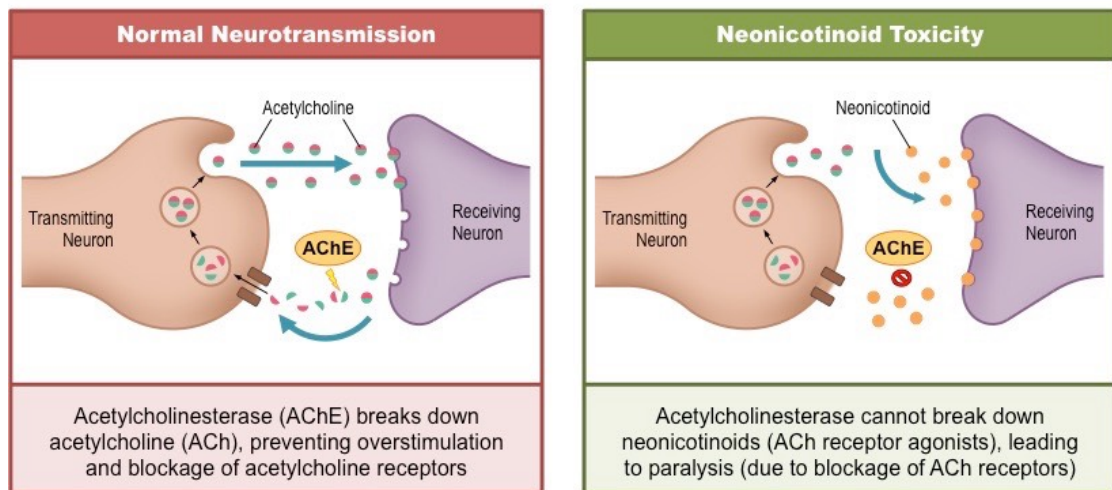 Normal Neurotransmission
Acetylcholine
Transmitting
Neuron
Receiving
Neuron
AChE
Acetylcholinesterase (AChE) breaks down
acetylcholine (ACh), preventing overstimulation
and blockage of acetylcholine receptors
Neonicotinoid Toxicity
Neonicotinoid
Transmitting
Neuron
Receiving
Neuron
AChE
Acetylcholinesterase cannot break down
neonicotinoids (ACh receptor agonists), leading
to paralysis (due to blockage of ACh receptors)